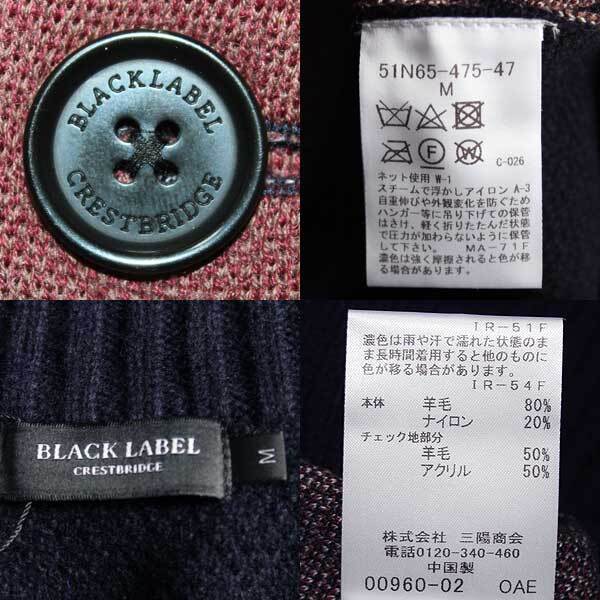 BLACK LABEL
CRESTBRIDGE
51N65-475-47
M
C-026
ネット使用 W-1
スチームで浮かしアイロン A-3
自重伸びや外観変化を防ぐため
ハンガー等に吊り下げての保管
はさけ、軽く折りたたんだ状態
で圧力が加わらないように保管
して下さい。 MA-71F
濃色は強く摩擦されると色が移
る場合があります。
BLACK LABEL
CRESTBRIDGE
M
IR-51F
濃色は雨や汗で濡れた状態のま
ま長時間着用すると他のものに
色が移る場合があります。
IR-54F
本体 羊毛 80%
ナイロン 20%
チェック地部分
羊毛 50%
アクリル 50%
株式会社 三陽商会
電話0120-340-460
中国製
00960-02 OAE